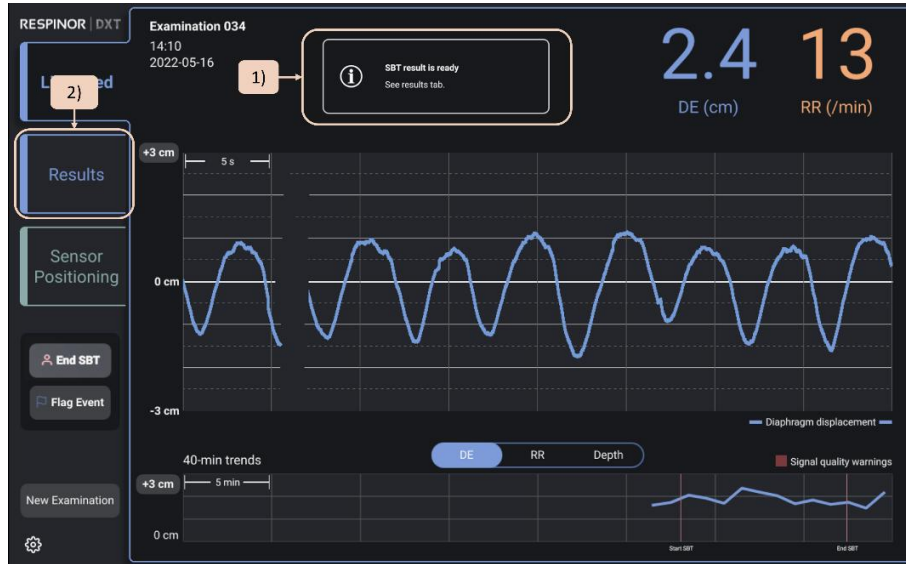 RESPINOR | DXT
Examination 034
14:10
2022-05-16
1)
SBT result is ready
See results tab.
2.4
DE (cm)
13
RR (/min)
2)
Results
Sensor
Positioning
End SBT
Flag Event
New Examination
+3 cm
5 s
0 cm
-3 cm
Diaphragm displacement
40-min trends
DE
RR
Depth
Signal quality warnings
+3 cm
5 min
0 cm
Start SBT
End SBT